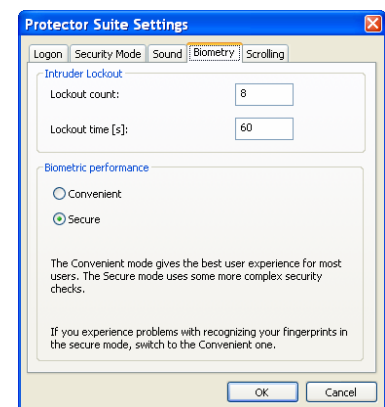 Protector Suite Settings
Logon Security Mode Sound Biometry Scrolling
Intruder Lockout
Lockout count: 8
Lockout time [s]: 60
Biometric performance
Convenient
Secure
The Convenient mode gives the best user experience for most
users. The Secure mode uses some more complex security
checks.
If you experience problems with recognizing your fingerprints in
the secure mode, switch to the Convenient one.
OK Cancel